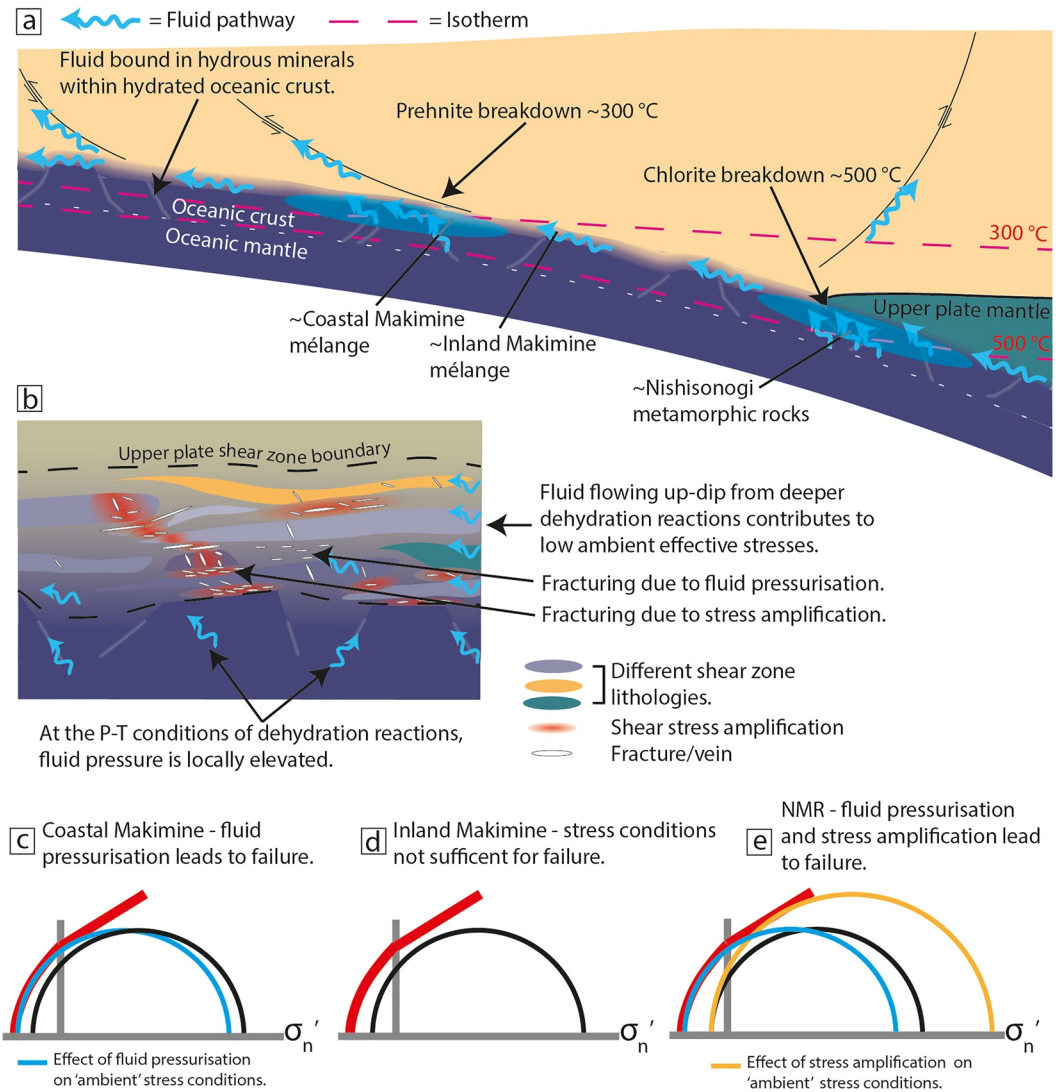 a
= Fluid pathway
= Isotherm
Fluid bound in hydrous minerals
within hydrated oceanic crust.
Prehnite breakdown ~300 °C
Chlorite breakdown ~500 °C
Oceanic crust
Oceanic mantle
300 °C
Upper plate mantle
500 °C
~Coastal Makimine
mélange
~Inland Makimine
mélange
~Nishisonogi
metamorphic rocks
b
Upper plate shear zone boundary
Fluid flowing up-dip from deeper
dehydration reactions contributes to
low ambient effective stresses.
Fracturing due to fluid pressurisation.
Fracturing due to stress amplification.
Different shear zone
lithologies.
Shear stress amplification
Fracture/vein
At the P-T conditions of dehydration reactions,
fluid pressure is locally elevated.
c
Coastal Makimine - fluid
pressurisation leads to failure.
d
Inland Makimine - stress conditions
not sufficent for failure.
e
NMR - fluid pressurisation
and stress amplification lead
to failure.
σn′
σn′
σn′
Effect of fluid pressurisation
on ‘ambient’ stress conditions.
Effect of stress amplification on
‘ambient’ stress conditions.